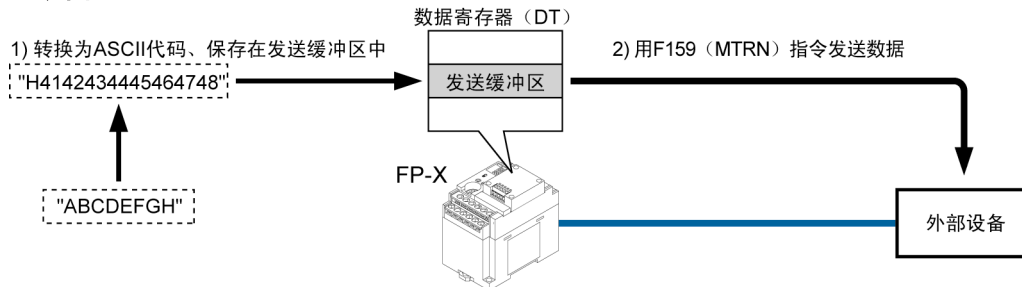 数据寄存器（DT）
1) 转换为ASCII代码、保存在发送缓冲区中
2) 用F159（MTRN）指令发送数据
"H4142434445464748"
发送缓冲区
FP-X
"ABCDEFGH"
外部设备